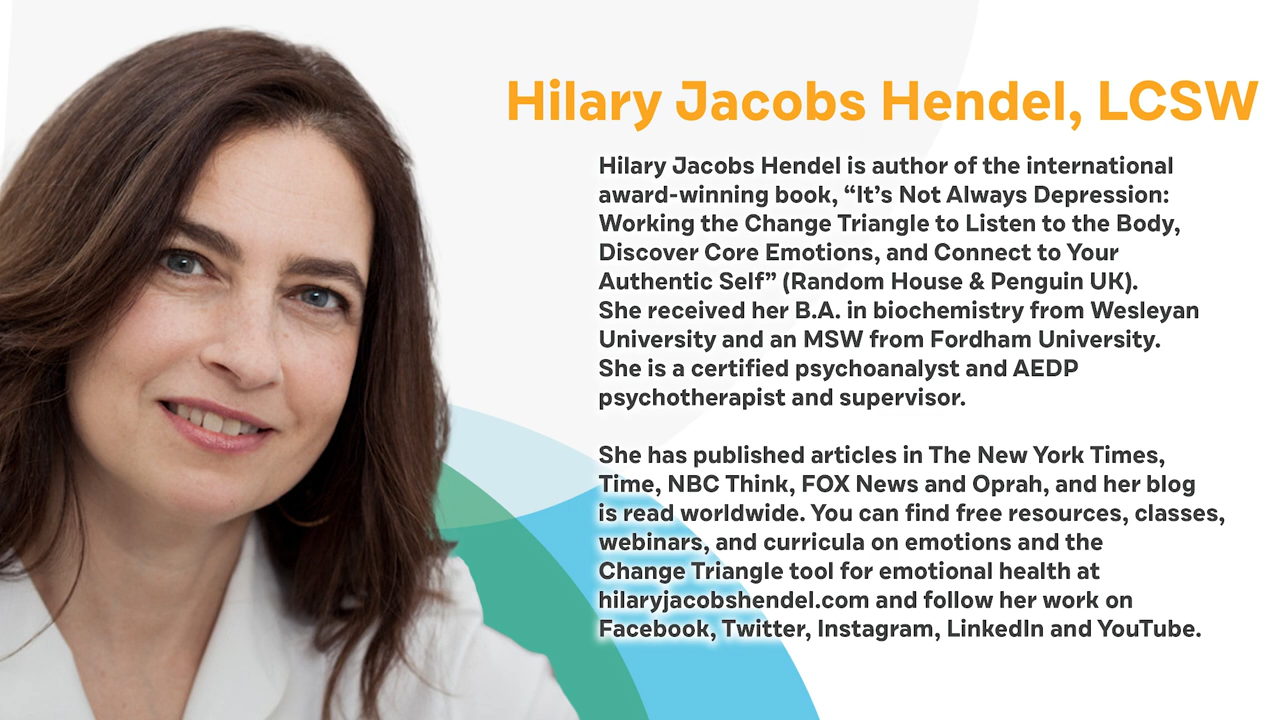 Hilary Jacobs Hendel, LCSW
Hilary Jacobs Hendel is author of the international
award-winning book, “It’s Not Always Depression:
Working the Change Triangle to Listen to the Body,
Discover Core Emotions, and Connect to Your
Authentic Self” (Random House & Penguin UK).
She received her B.A. in biochemistry from Wesleyan
University and an MSW from Fordham University.
She is a certified psychoanalyst and AEDP
psychotherapist and supervisor.
She has published articles in The New York Times,
Time, NBC Think, FOX News and Oprah, and her blog
is read worldwide. You can find free resources, classes,
webinars, and curricula on emotions and the
Change Triangle tool for emotional health at
hilaryjacobshendel.com and follow her work on
Facebook, Twitter, Instagram, LinkedIn and YouTube.